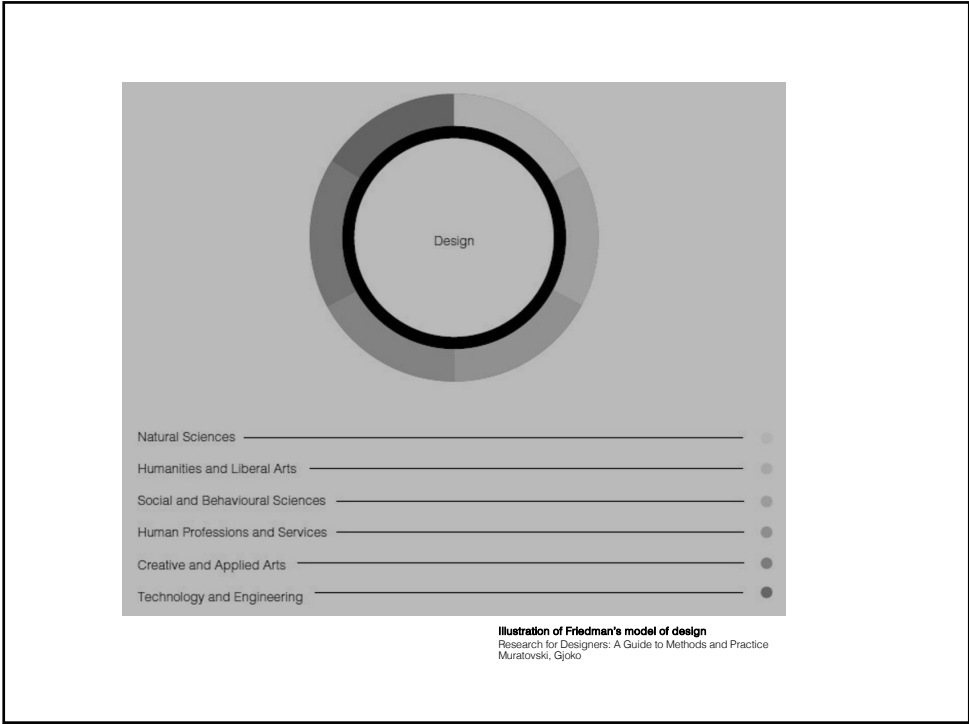 Design
Natural Sciences
Humanities and Liberal Arts
Social and Behavioural Sciences
Human Professions and Services
Creative and Applied Arts
Technology and Engineering
Illustration of Friedman's model of design
Research for Designers: A Guide to Methods and Practice
Muratovski, Gjoko